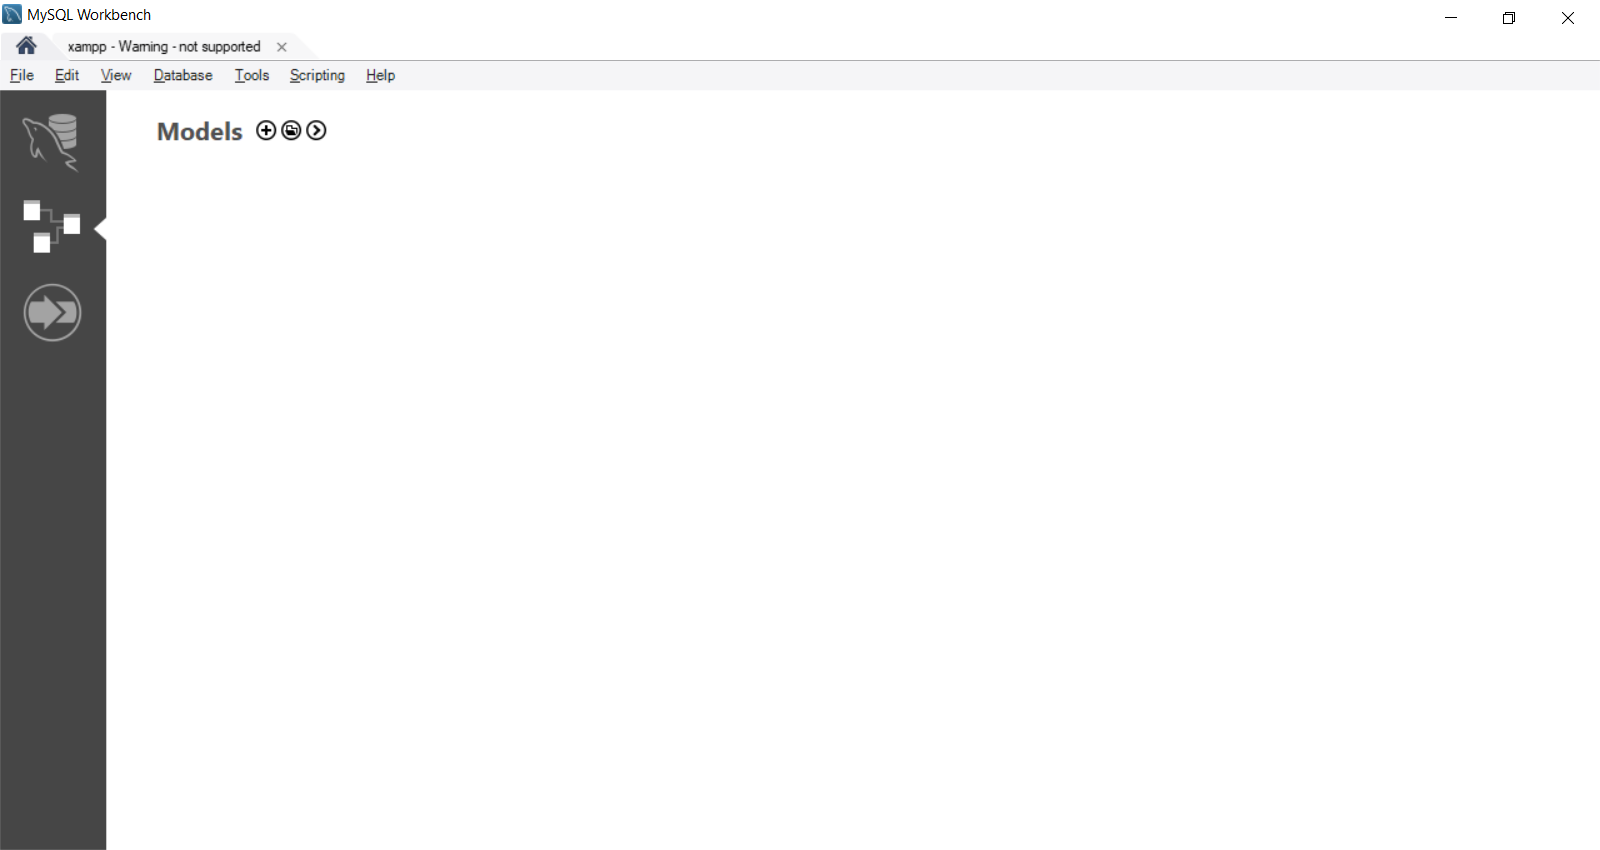 MySQL Workbench
xampp - Warning - not supported
File Edit View Database Tools Scripting Help
Models